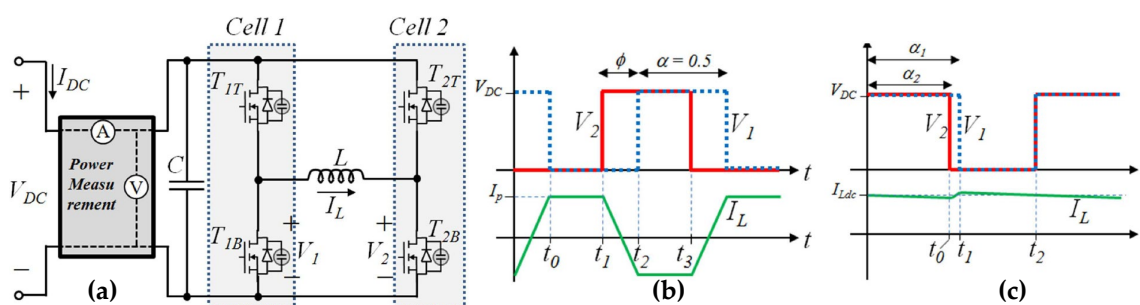 Cell 1
Cell 2
I_DC
+
A
Power
Measu
rement
V
V_DC
−
C
T_1T
T_2T
L
I_L
T_1B
+
V_1
−
+
V_2
−
T_2B
(a)
ϕ
α = 0.5
V_DC
V_2
V_1
t
I_p
I_L
t_0
t_1
t_2
t_3
t
(b)
α_1
α_2
V_DC
V_2
V_1
t
I_Ldc
I_L
t_0
t_1
t_2
t
(c)